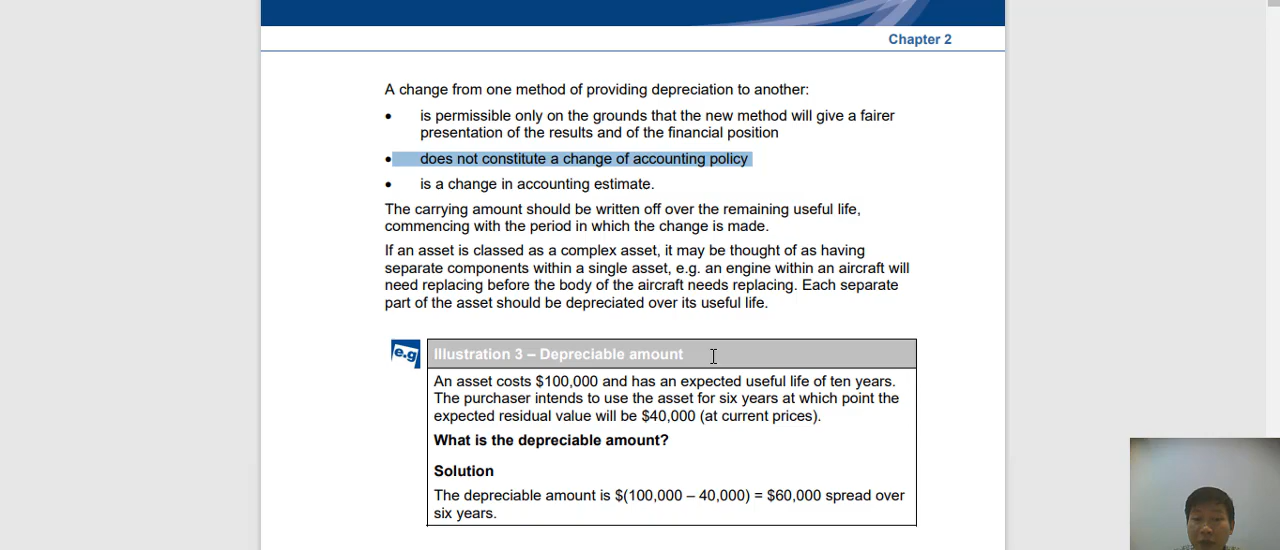 Chapter 2
A change from one method of providing depreciation to another:
• is permissible only on the grounds that the new method will give a fairer
presentation of the results and of the financial position
• does not constitute a change of accounting policy
• is a change in accounting estimate.
The carrying amount should be written off over the remaining useful life,
commencing with the period in which the change is made.
If an asset is classed as a complex asset, it may be thought of as having
separate components within a single asset, e.g. an engine within an aircraft will
need replacing before the body of the aircraft needs replacing. Each separate
part of the asset should be depreciated over its useful life.
e.g
Illustration 3 – Depreciable amount
An asset costs $100,000 and has an expected useful life of ten years.
The purchaser intends to use the asset for six years at which point the
expected residual value will be $40,000 (at current prices).
What is the depreciable amount?
Solution
The depreciable amount is $(100,000 – 40,000) = $60,000 spread over
six years.